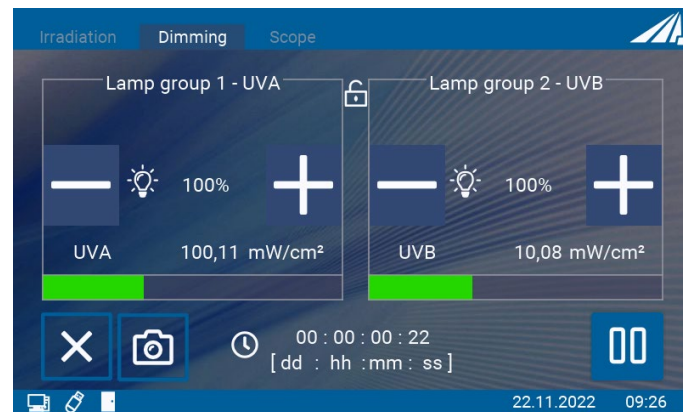 Irradiation Dimming Scope
Lamp group 1 - UVA Lamp group 2 - UVB
100% 100%
UVA 100,11 mW/cm² UVB 10,08 mW/cm²
00 : 00 : 00 : 22
[ dd : hh : mm : ss ]
22.11.2022 09:26